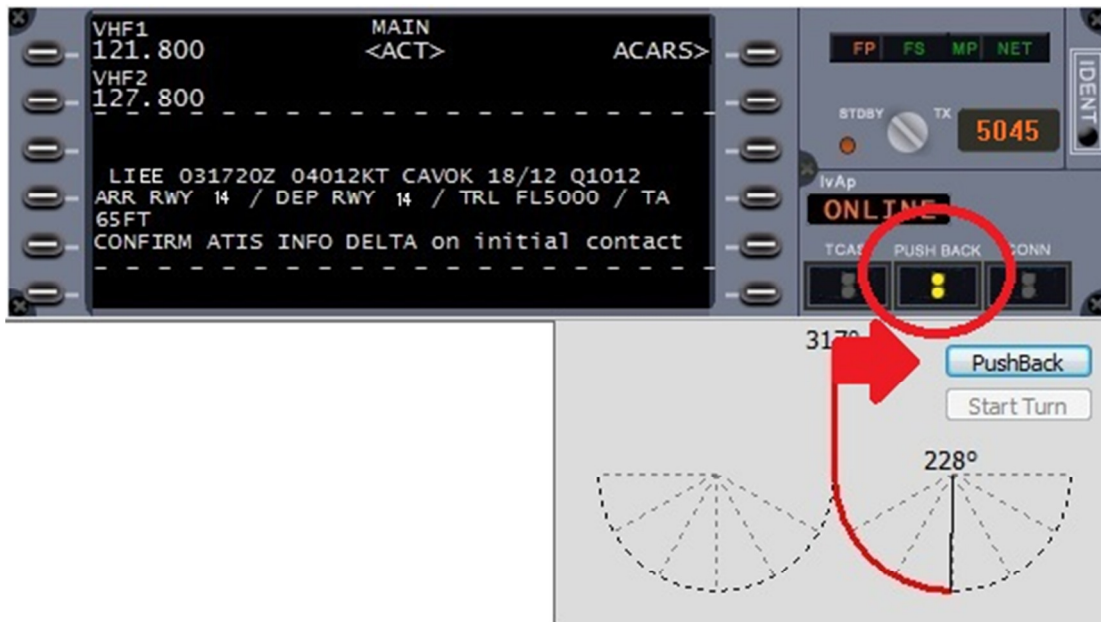 VHF1 MAIN
121.800 <ACT> ACARS>
VHF2
127.800
LIEE 031720Z 04012KT CAVOK 18/12 Q1012
ARR RWY 14 / DEP RWY 14 / TRL FL5000 / TA
65FT
CONFIRM ATIS INFO DELTA on initial contact
FP FS MP NET
IDENT
STDBY TX
5045
IvAp
ONLINE
TCAS PUSH BACK CONN
317º
PushBack
Start Turn
228º